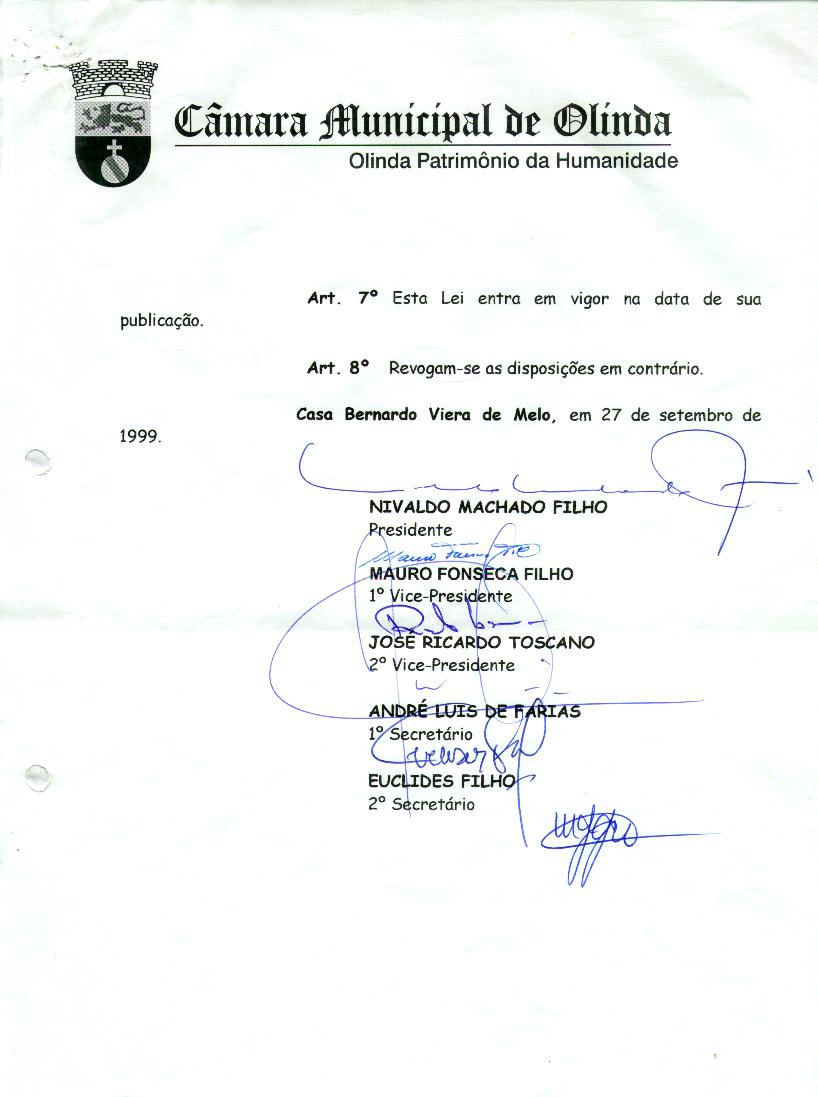 Câmara Municipal de Olinda
Olinda Patrimônio da Humanidade
Art. 7º Esta Lei entra em vigor na data de sua
publicação.
Art. 8º Revogam-se as disposições em contrário.
Casa Bernardo Viera de Melo, em 27 de setembro de
1999.
NIVALDO MACHADO FILHO
Presidente
MAURO FONSECA FILHO
1º Vice-Presidente
JOSÉ RICARDO TOSCANO
2º Vice-Presidente
ANDRÉ LUIS DE FARIAS
1º Secretário
EUCLIDES FILHO
2º Secretário